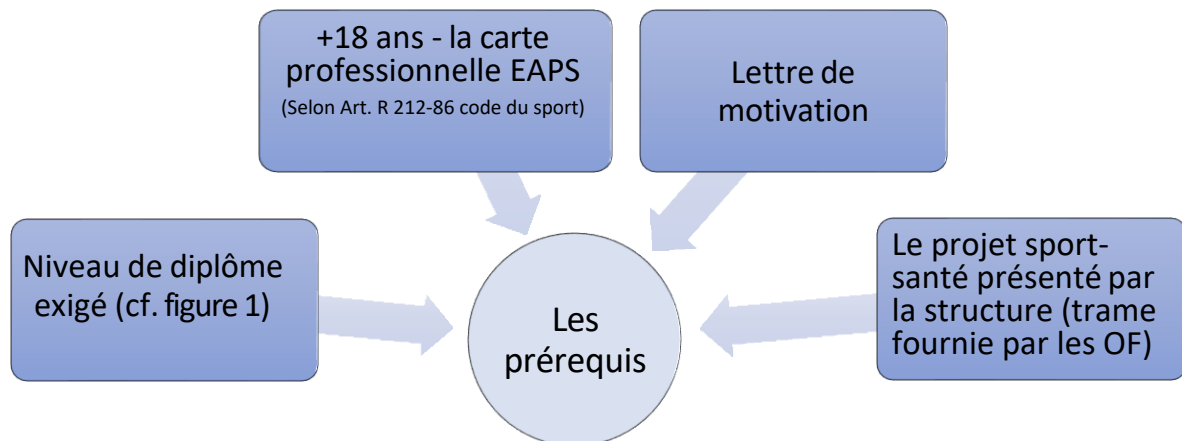 +18 ans - la carte
professionnelle EAPS
(Selon Art. R 212-86 code du sport)
Lettre de
motivation
Niveau de diplôme
exigé (cf. figure 1)
Les
prérequis
Le projet sport-
santé présenté par
la structure (trame
fournie par les OF)